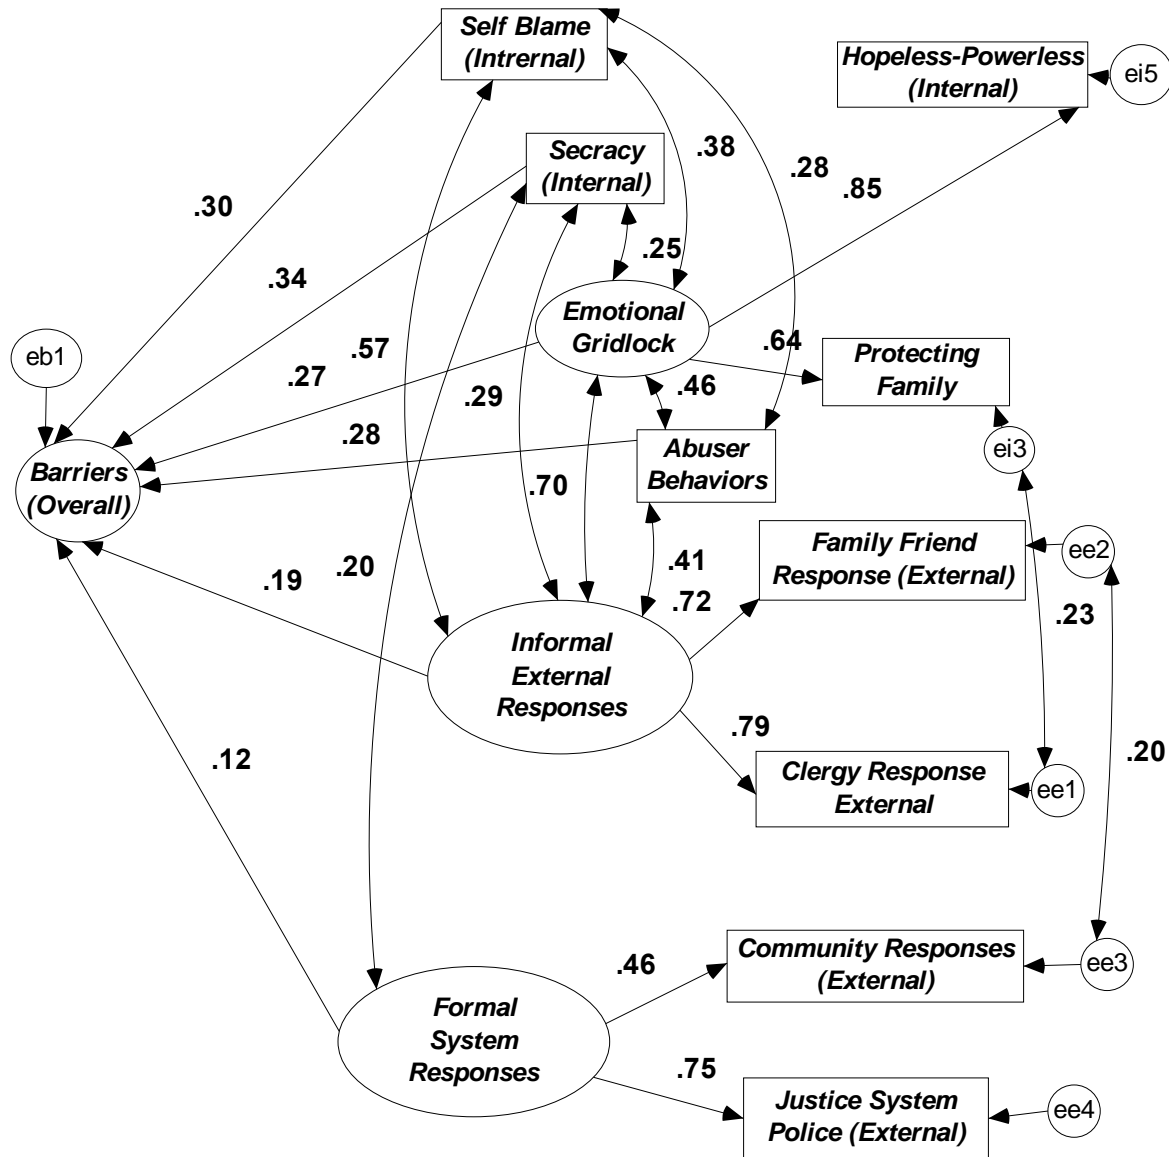 Self Blame
(Intrernal)
Hopeless-Powerless
(Internal)
ei5
Secracy
(Internal)
.38
.28
.85
.30
.25
.34
Emotional
Gridlock
eb1
.57
.27
.64
Protecting
Family
.29
.46
.28
ei3
Abuser
Behaviors
Barriers
(Overall)
.70
Family Friend
Response (External)
ee2
.19
.20
.41
.72
.23
Informal
External
Responses
.79
.12
.20
Clergy Response
External
ee1
Community Responses
(External)
ee3
.46
Formal
System
Responses
.75
Justice System
Police (External)
ee4